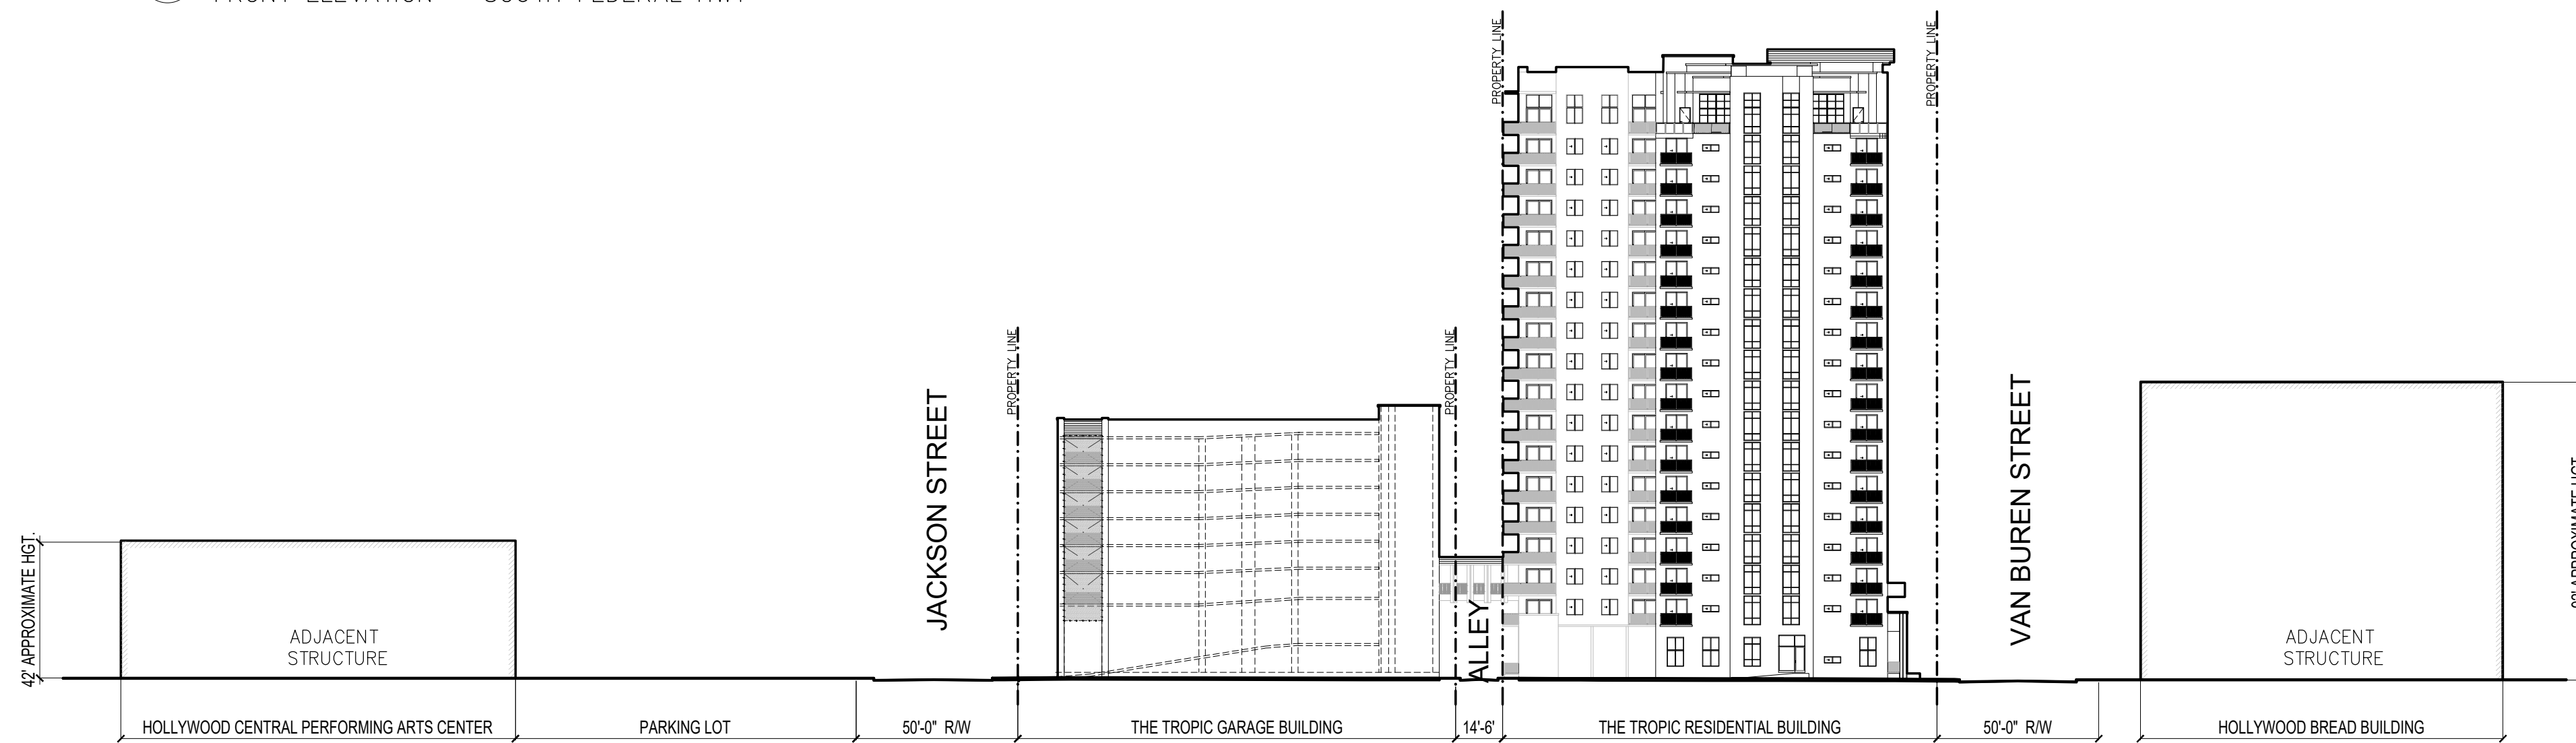 PROPERTY LINE
PROPERTY LINE
PROPERTY LINE
PROPERTY LINE
JACKSON STREET
VAN BUREN STREET
ALLEY
42' APPROXIMATE HGT.
ADJACENT
STRUCTURE
ADJACENT
STRUCTURE
APPROXIMATE HGT.
HOLLYWOOD CENTRAL PERFORMING ARTS CENTER
PARKING LOT
50'-0" R/W
THE TROPIC GARAGE BUILDING
14'-6'
THE TROPIC RESIDENTIAL BUILDING
50'-0" R/W
HOLLYWOOD BREAD BUILDING